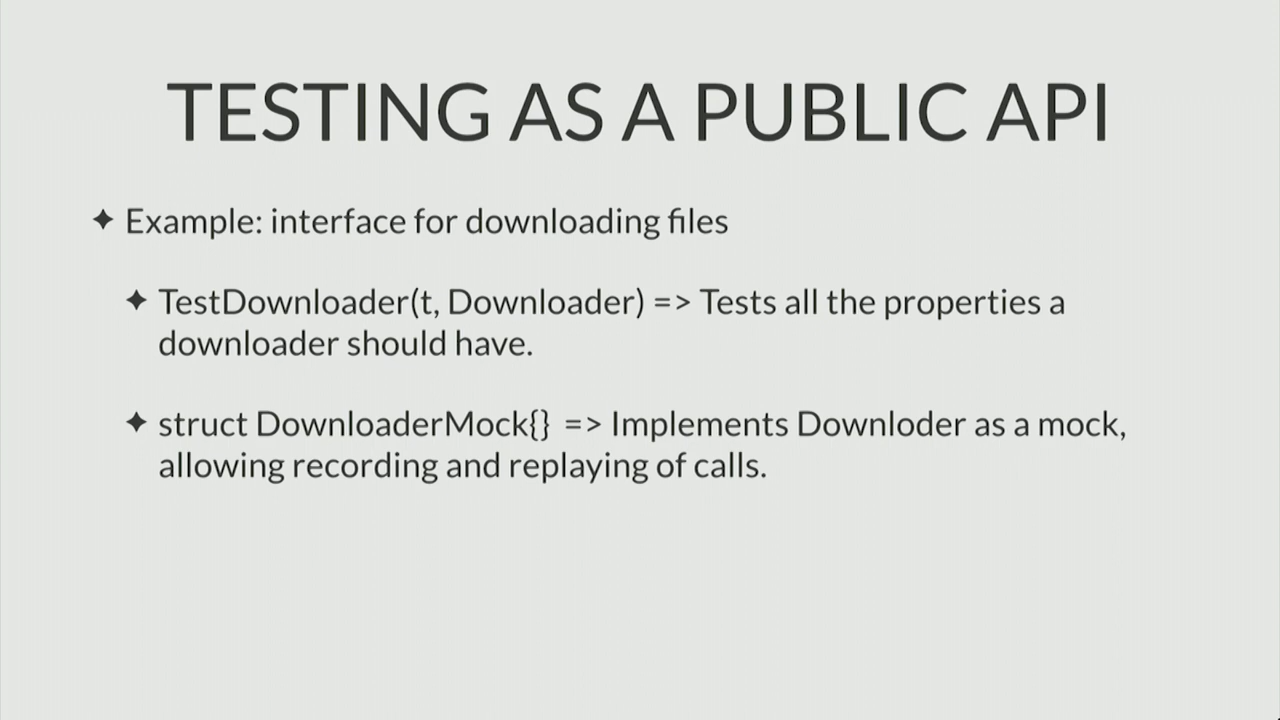 TESTING AS A PUBLIC API
✦ Example: interface for downloading files
✦ TestDownloader(t, Downloader) => Tests all the properties a
downloader should have.
✦ struct DownloaderMock{} => Implements Downloder as a mock,
allowing recording and replaying of calls.